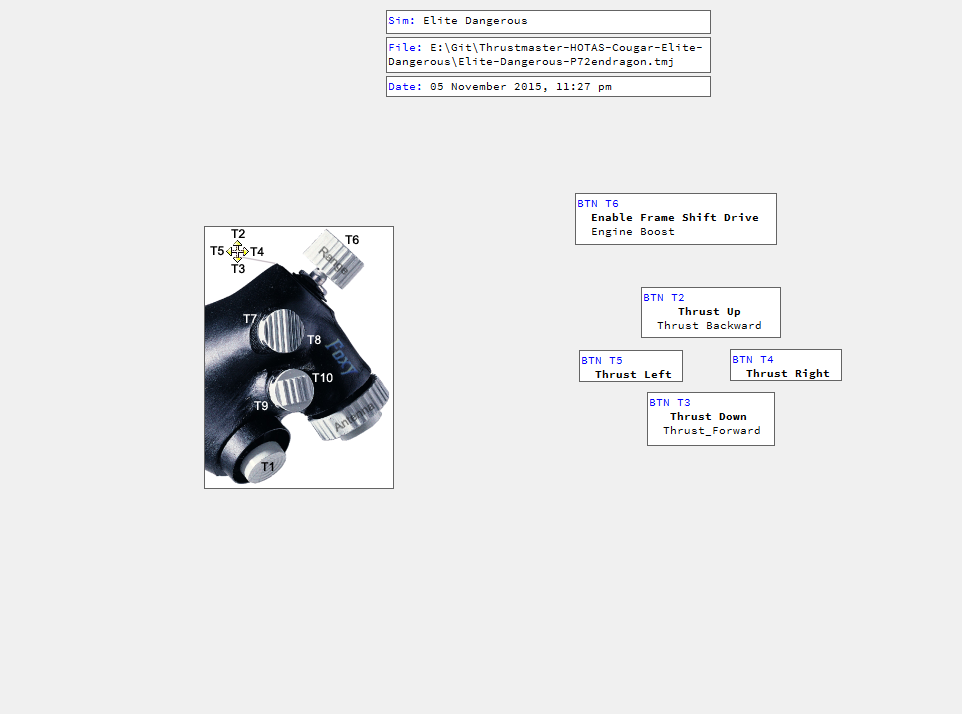 Sim: Elite Dangerous
File: E:\Git\Thrustmaster-HOTAS-Cougar-Elite-
Dangerous\Elite-Dangerous-P72endragon.tmj
Date: 05 November 2015, 11:27 pm
BTN T6
Enable Frame Shift Drive
Engine Boost
T2
T5
T4
T3
T6
Range
T7
T8
Foxy
T10
T9
Antenna
T1
BTN T2
Thrust Up
Thrust Backward
BTN T5
Thrust Left
BTN T4
Thrust Right
BTN T3
Thrust Down
Thrust_Forward